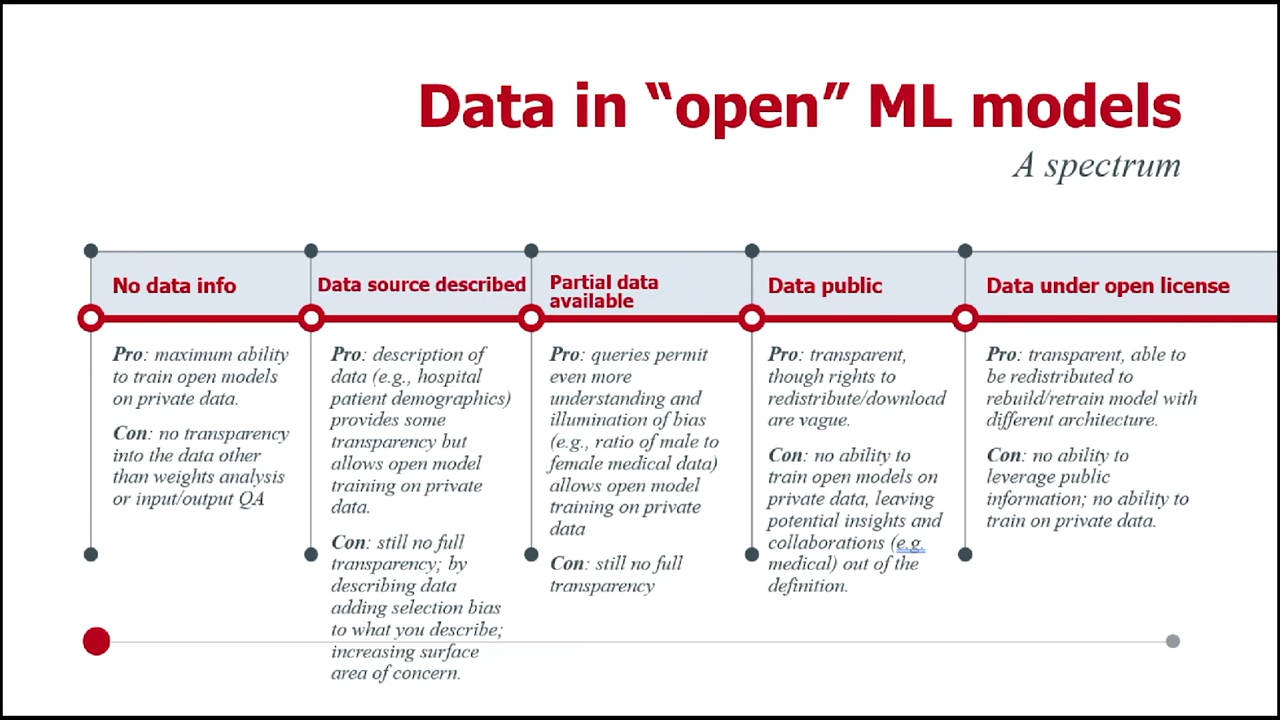 Data in “open” ML models
A spectrum
No data info
Pro: maximum ability
to train open models
on private data.
Con: no transparency
into the data other
than weights analysis
or input/output QA
Data source described
Pro: description of
data (e.g., hospital
patient demographics)
provides some
transparency but
allows open model
training on private
data.
Con: still no full
transparency; by
describing data
adding selection bias
to what you describe;
increasing surface
area of concern.
Partial data
available
Pro: queries permit
even more
understanding and
illumination of bias
(e.g., ratio of male to
female medical data)
allows open model
training on private
data
Con: still no full
transparency
Data public
Pro: transparent,
though rights to
redistribute/download
are vague.
Con: no ability to
train open models on
private data, leaving
potential insights and
collaborations (e.g.
medical) out of the
definition.
Data under open license
Pro: transparent, able to
be redistributed to
rebuild/retrain model with
different architecture.
Con: no ability to
leverage public
information; no ability to
train on private data.